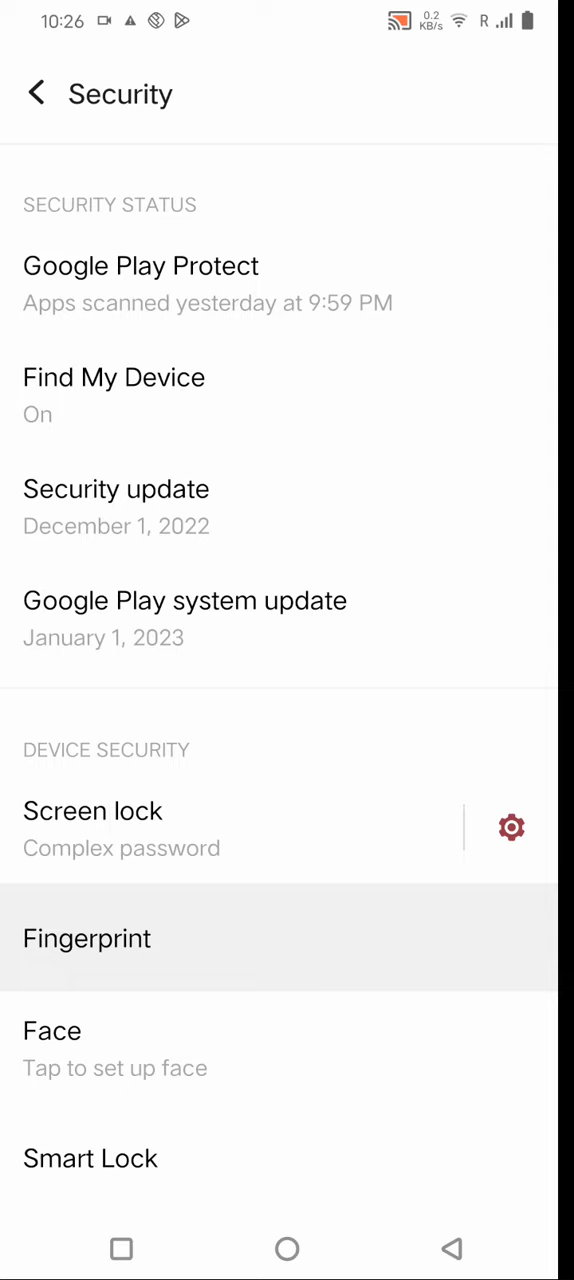 10:26
0.2
KB/s
R
Security
SECURITY STATUS
Google Play Protect
Apps scanned yesterday at 9:59 PM
Find My Device
On
Security update
December 1, 2022
Google Play system update
January 1, 2023
DEVICE SECURITY
Screen lock
Complex password
Fingerprint
Face
Tap to set up face
Smart Lock